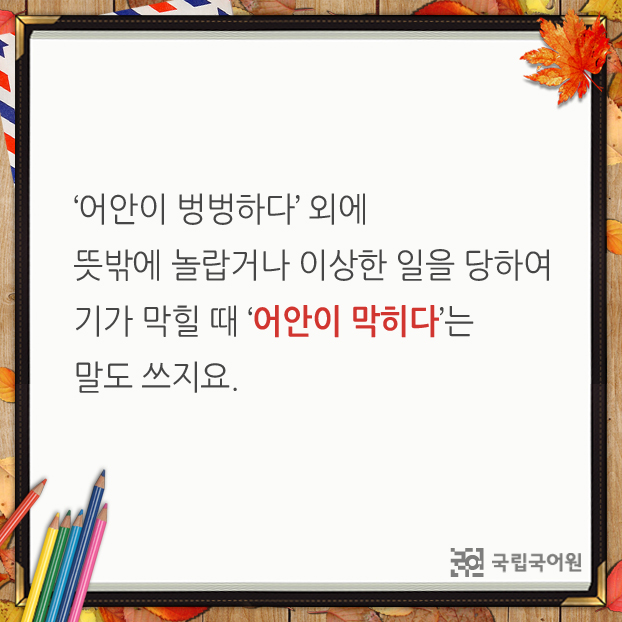 ‘어안이 벙벙하다’ 외에
뜻밖에 놀랍거나 이상한 일을 당하여
기가 막힐 때 ‘어안이 막히다’는
말도 쓰지요.
국립국어원